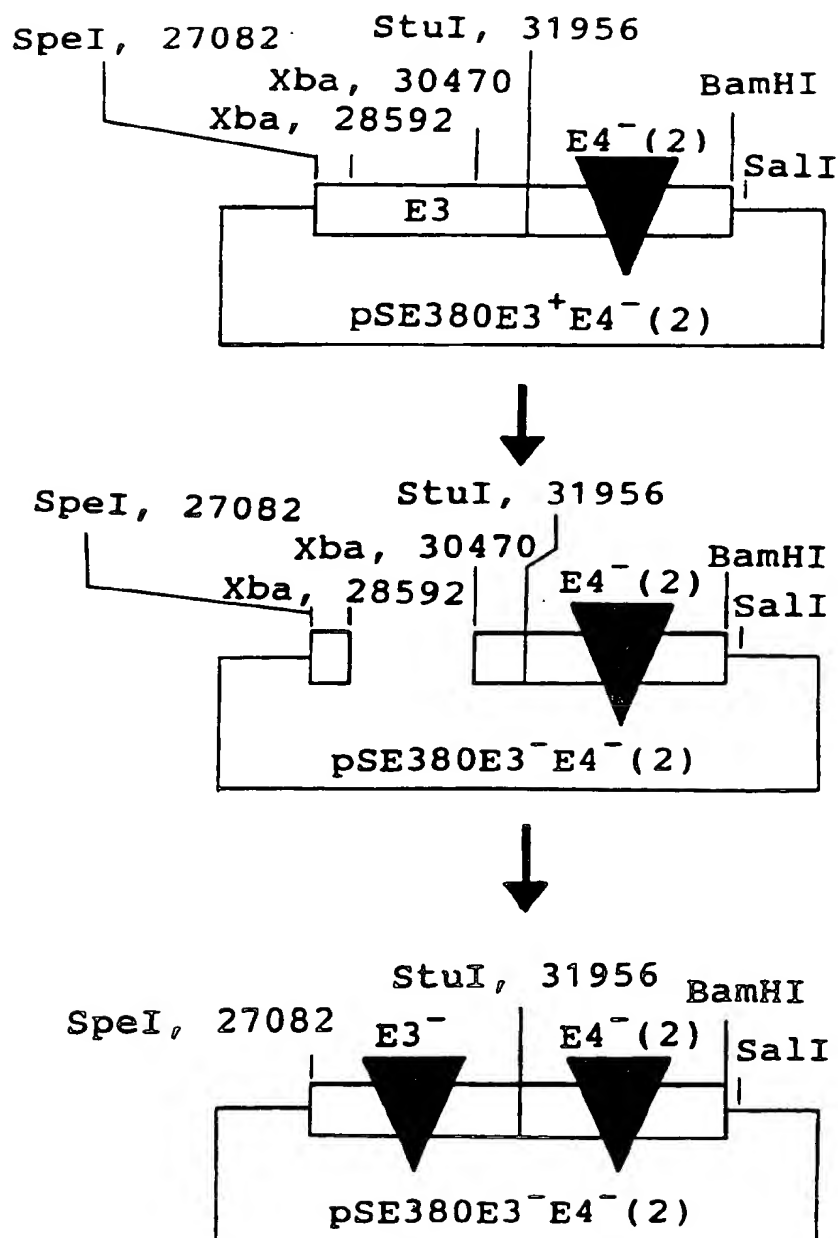 SpeI, 27082
StuI, 31956
Xba, 30470
Xba, 28592
BamHI
E4⁻(2)
SalI
E3
pSE380E3⁺E4⁻(2)
SpeI, 27082
StuI, 31956
Xba, 30470
Xba, 28592
BamHI
E4⁻(2)
SalI
pSE380E3⁻E4⁻(2)
StuI, 31956
BamHI
SpeI, 27082
E3⁻
E4⁻(2)
SalI
pSE380E3⁻E4⁻(2)